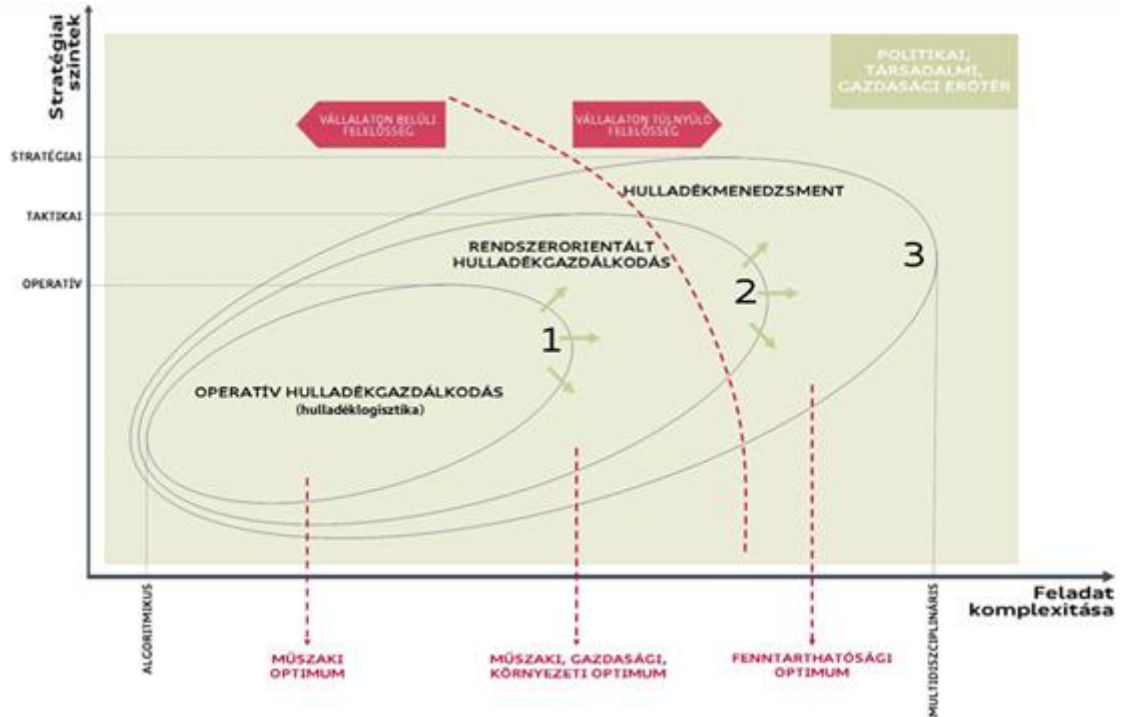 Stratégiai
szintek
POLITIKAI,
TÁRSADALMI,
GAZDASÁGI ERŐTÉR
VÁLLALATON BELÜLI
FELELŐSSÉG
VÁLLALATON TÚLNYÚLÓ
FELELŐSSÉG
STRATÉGIAI
HULLADÉKMENEDZSMENT
TAKTIKAI
RENDSZERORIENTÁLT
HULLADÉKGAZDÁLKODÁS
3
OPERATÍV
2
1
OPERATÍV HULLADÉKGAZDÁLKODÁS
(hulladéklogisztika)
ALGORITMIKUS
MULTIDISZCIPLINÁRIS
Feladat
komplexitása
MŰSZAKI
OPTIMUM
MŰSZAKI, GAZDASÁGI,
KÖRNYEZETI OPTIMUM
FENNTARTHATÓSÁGI
OPTIMUM